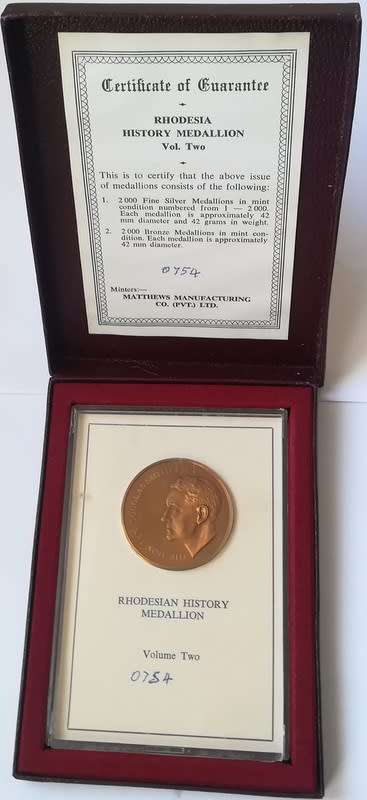 Certificate of Guarantee
RHODESIA
HISTORY MEDALLION
Vol. Two
This is to certify that the above issue
of medallions consists of the following:
1. 2 000 Fine Silver Medallions in mint
condition numbered from 1 — 2 000.
Each medallion is approximately 42
mm diameter and 42 grams in weight.
2. 2 000 Bronze Medallions in mint con-
dition. Each medallion is approximately
42 mm diameter.
0754
Minters:—
MATTHEWS MANUFACTURING
CO. (PVT.) LTD.
RHODESIAN HISTORY
MEDALLION
Volume Two
0754